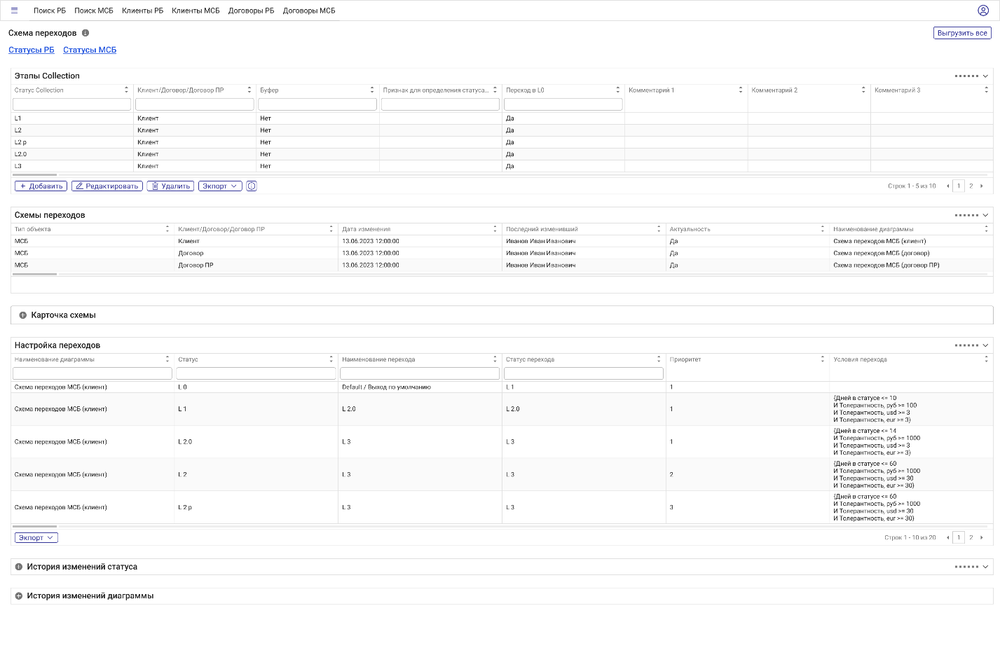 Поиск РБ Поиск МСБ Клиенты РБ Клиенты МСБ Договоры РБ Договоры МСБ
Схема переходов
Выгрузить все
Статусы РБ Статусы МСБ
Этапы Collection
Статус Collection Клиент/Договор/Договор ПР Буфер Признак для определения статуса... Переход в L0 Комментарий 1 Комментарий 2 Комментарий 3
L1 Клиент Нет Да
L2 Клиент Нет Да
L2 р Клиент Нет Да
L2.0 Клиент Нет Да
L3 Клиент Нет Да
Добавить Редактировать Удалить Экпорт Строк 1 - 5 из 10 1 2
Схемы переходов
Тип объекта Клиент/Договор/Договор ПР Дата изменения Последний изменивший Актуальность Наименование диаграммы
МСБ Клиент 13.06.2023 12:00:00 Иванов Иван Иванович Да Схема переходов МСБ (клиент)
МСБ Договор 13.06.2023 12:00:00 Иванов Иван Иванович Да Схема переходов МСБ (договор)
МСБ Договор ПР 13.06.2023 12:00:00 Иванов Иван Иванович Да Схема переходов МСБ (договор ПР)
Карточка схемы
Настройка переходов
Наименование диаграммы Статус Наименование перехода Статус перехода Приоритет Условия перехода
Схема переходов МСБ (клиент) L 0 Default / Выход по умолчанию L 1 1
Схема переходов МСБ (клиент) L 1 L 2.0 L 2.0 1
{Дней в статусе <= 10
И Толерантность, руб >= 100
И Толерантность, usd >= 3
И Толерантность, eur >= 3}
Схема переходов МСБ (клиент) L 2.0 L 3 L 3 1
{Дней в статусе <= 14
И Толерантность, руб >= 1000
И Толерантность, usd >= 3
И Толерантность, eur >= 3}
Схема переходов МСБ (клиент) L 2 L 3 L 3 2
{Дней в статусе <= 60
И Толерантность, руб >= 1000
И Толерантность, usd >= 30
И Толерантность, eur >= 30}
Схема переходов МСБ (клиент) L 2 р L 3 L 3 3
{Дней в статусе <= 60
И Толерантность, руб >= 1000
И Толерантность, usd >= 30
И Толерантность, eur >= 30}
Экпорт Строк 1 - 10 из 20 1 2
История изменений статуса
История изменений диаграммы